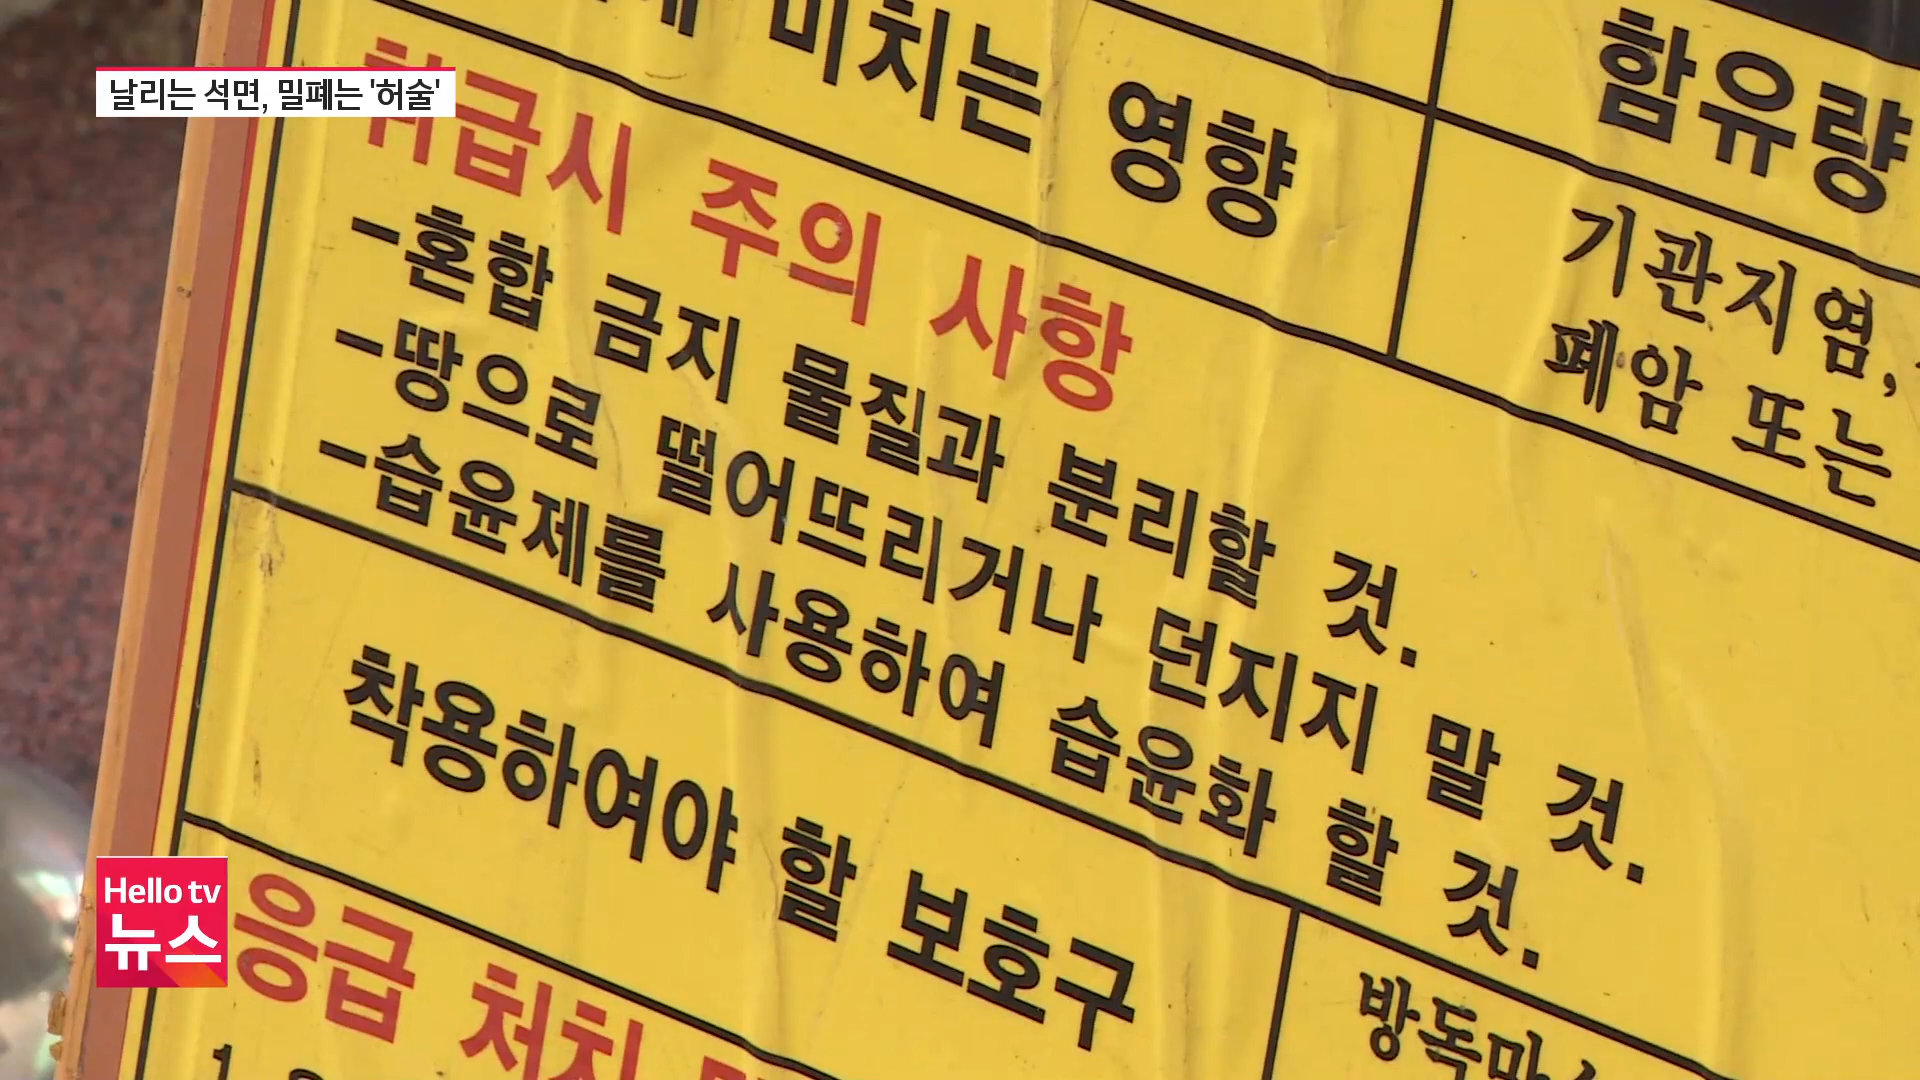 날리는 석면, 밀폐는 '허술'
미치는 영향
함유량
기관지염,
폐암 또는
취급시 주의 사항
-혼합 금지 물질과 분리할 것.
-땅으로 떨어뜨리거나 던지지 말 것.
-습윤제를 사용하여 습윤화 할 것.
착용하여야 할 보호구
방독마스
응급 처치
1
Hello tv
뉴스